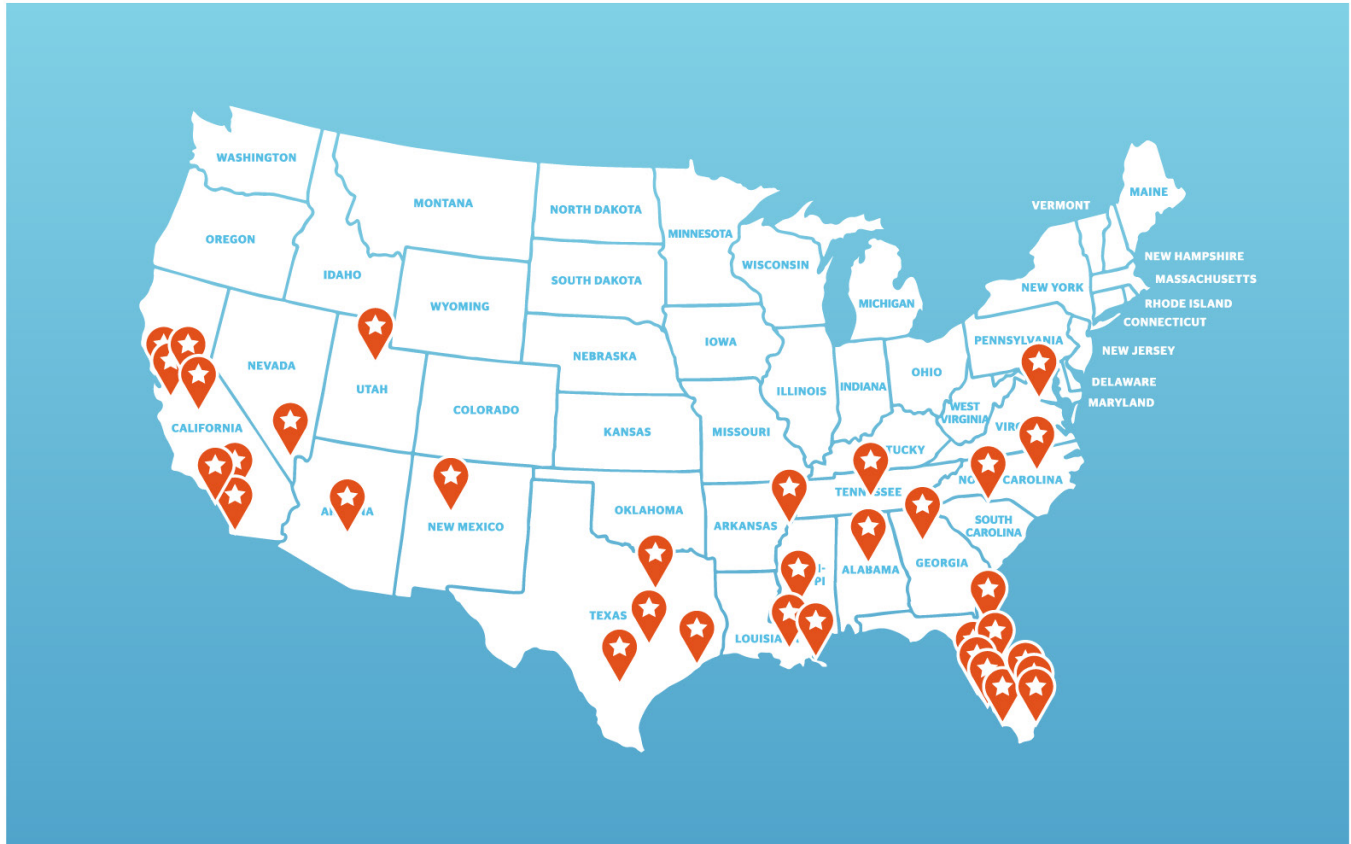 WASHINGTON
MONTANA
NORTH DAKOTA
MINNESOTA
MAINE
VERMONT
OREGON
IDAHO
WYOMING
SOUTH DAKOTA
WISCONSIN
MICHIGAN
NEW YORK
NEW HAMPSHIRE
MASSACHUSETTS
RHODE ISLAND
CONNECTICUT
NEW JERSEY
DELAWARE
MARYLAND
NEVADA
UTAH
COLORADO
NEBRASKA
IOWA
ILLINOIS
INDIANA
OHIO
PENNSYLVANIA
WEST
VIRGINIA
CALIFORNIA
KANSAS
MISSOURI
NEW MEXICO
OKLAHOMA
ARKANSAS
TENNESSEE
CAROLINA
SOUTH
CAROLINA
TEXAS
ALABAMA
GEORGIA